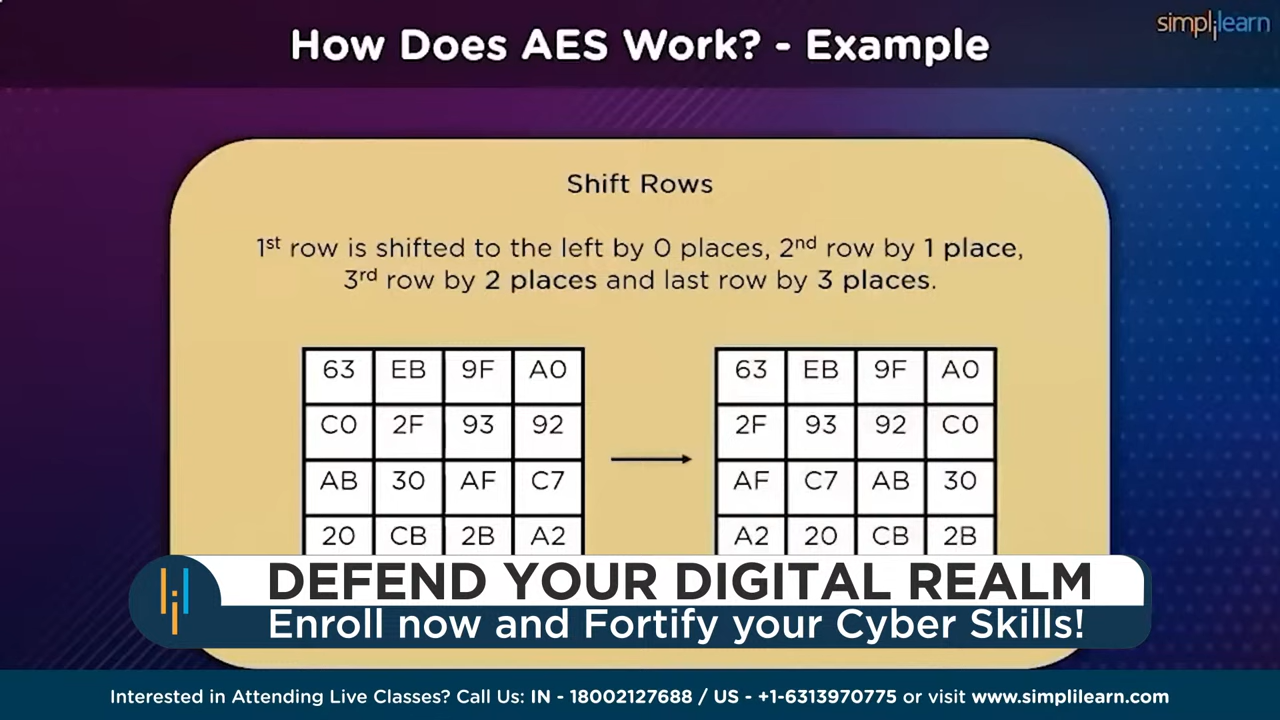 simplilearn
How Does AES Work? - Example
Shift Rows
1st row is shifted to the left by 0 places, 2nd row by 1 place,
3rd row by 2 places and last row by 3 places.
63 EB 9F A0 63 EB 9F A0
C0 2F 93 92 2F 93 92 C0
AB 30 AF C7 AF C7 AB 30
20 CB 2B A2 A2 20 CB 2B
DEFEND YOUR DIGITAL REALM
Enroll now and Fortify your Cyber Skills!
Interested in Attending Live Classes? Call Us: IN - 18002127688 / US - +1-6313970775 or visit www.simplilearn.com